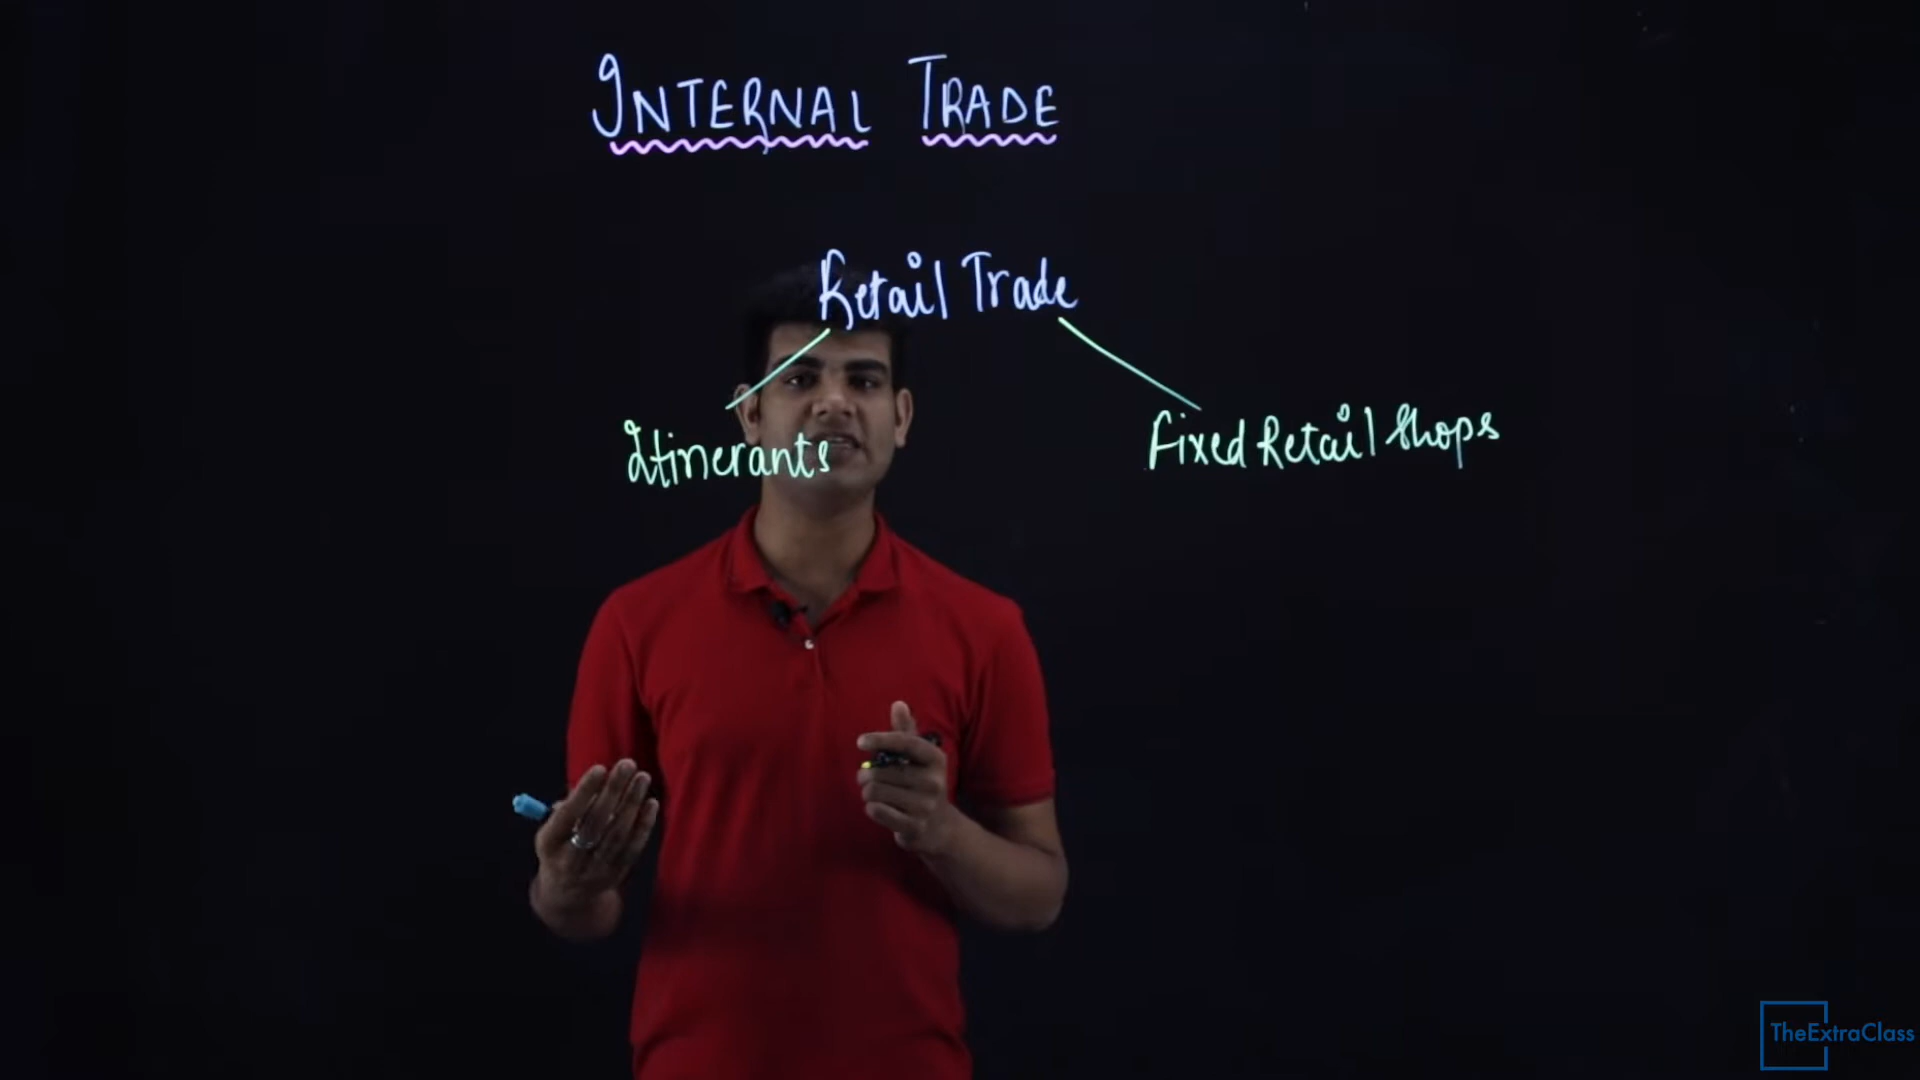 INTERNAL TRADE
Retail Trade
Itinerants
Fixed Retail Shops
TheExtraClass